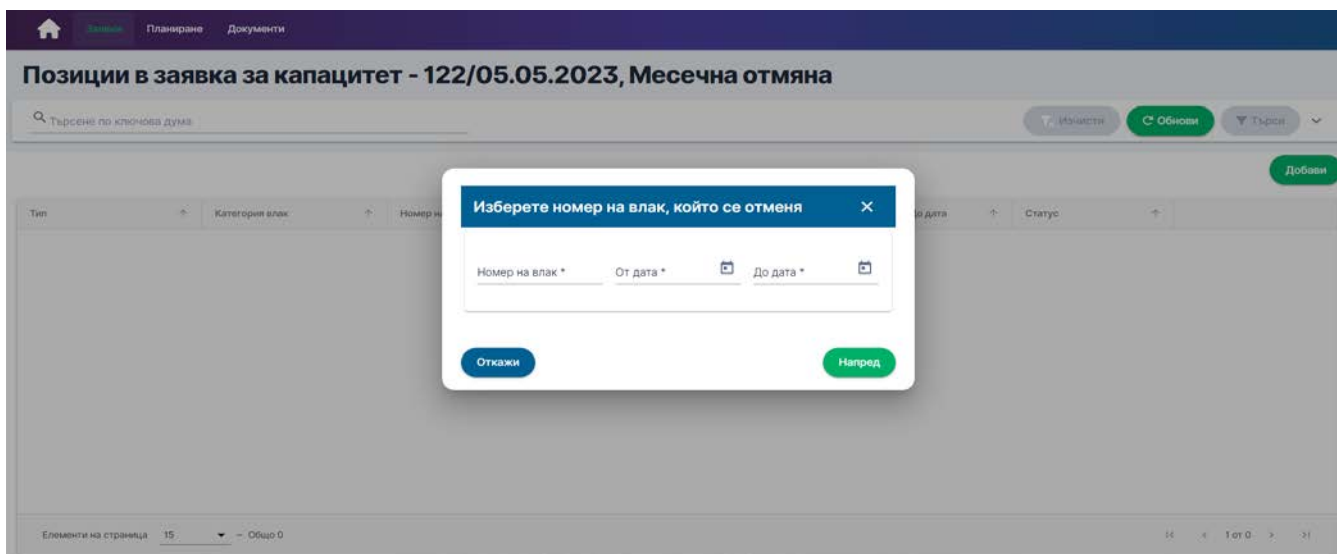 Заявки Планиране Документи
Позиции в заявка за капацитет - 122/05.05.2023, Месечна отмяна
Търсене по ключова дума
Изчисти Обнови Търси
Добави
Изберете номер на влак, който се отменя
Тип Категория влак Номер до дата Статус
Номер на влак * От дата * До дата *
Откажи Напред
Елементи на страница 15 – Общо 0 1 от 0